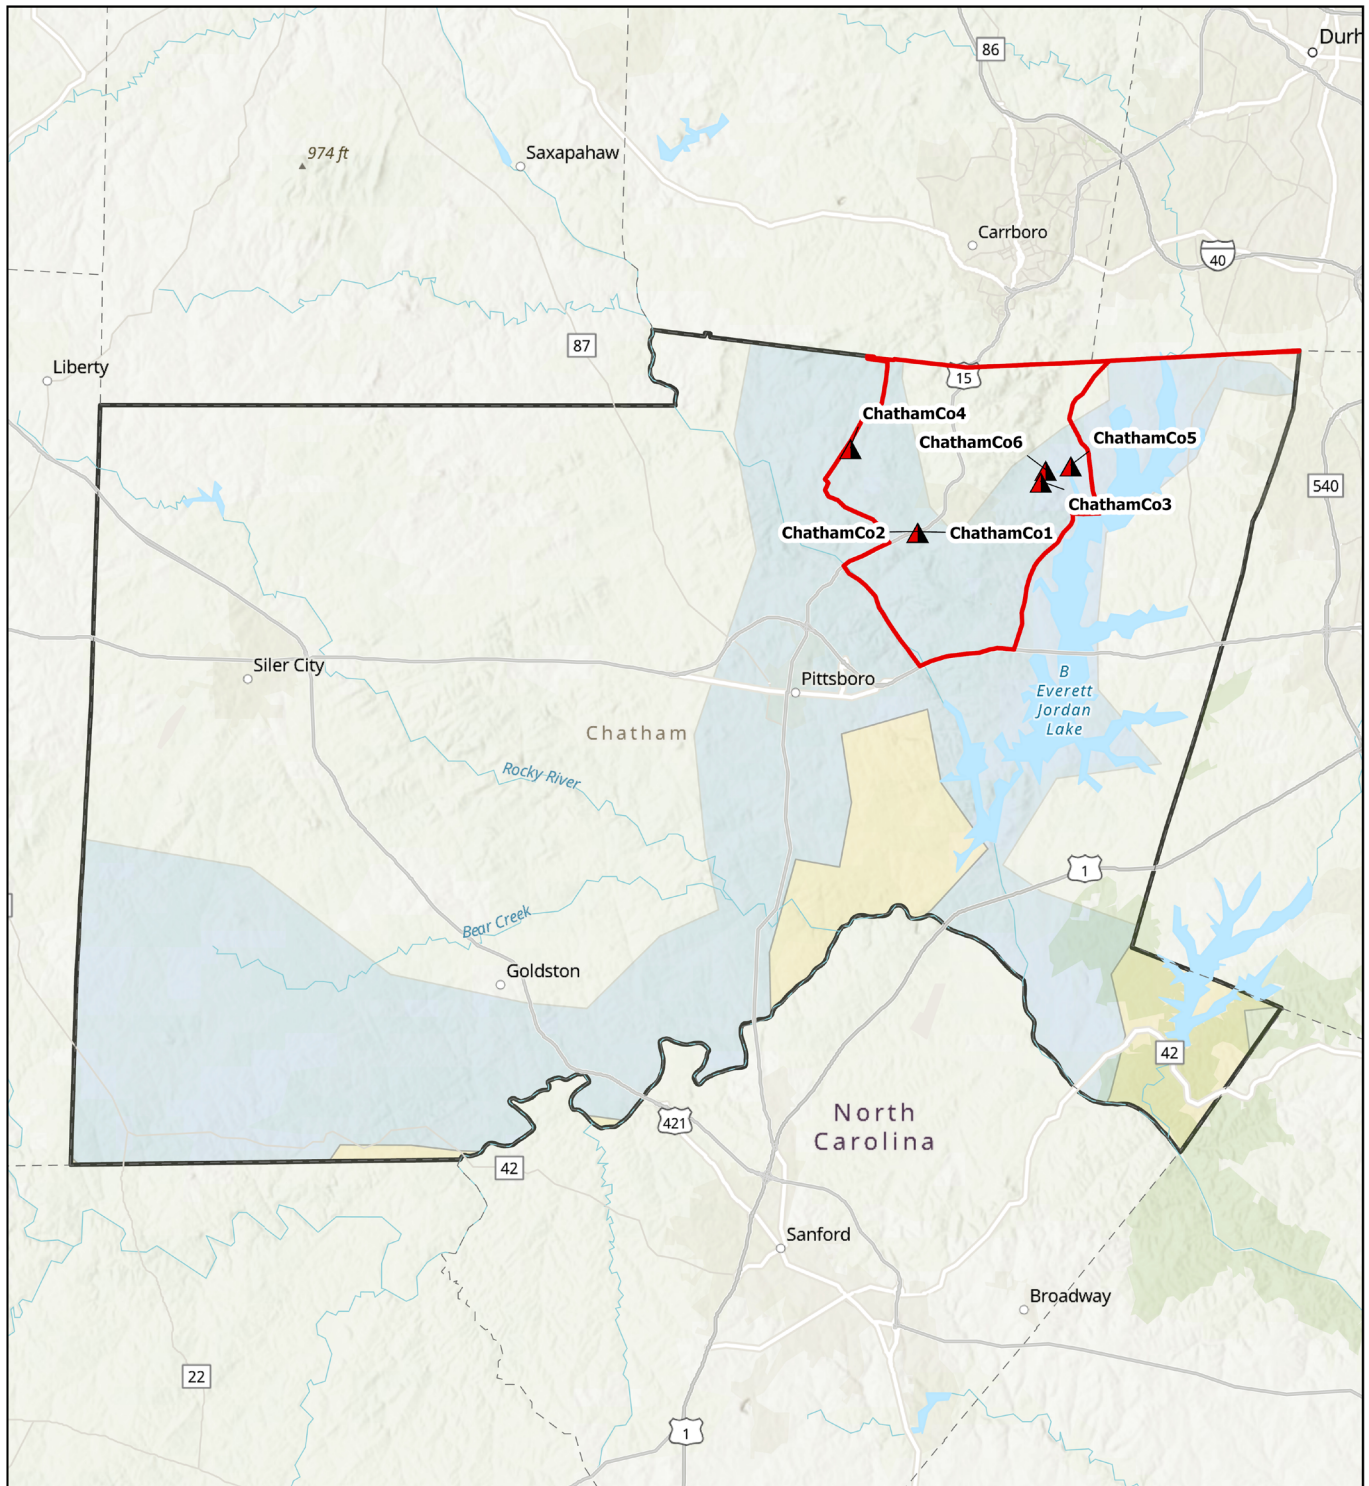 86
Durh
974 ft
Saxapahaw
Carrboro
40
87
Liberty
15
ChathamCo4
ChathamCo6
ChathamCo5
540
ChathamCo3
ChathamCo2
ChathamCo1
Siler City
Pittsboro
B
Everett
Jordan
Lake
Chatham
Rocky River
1
Bear Creek
Goldston
42
North
Carolina
421
42
Sanford
Broadway
22
1